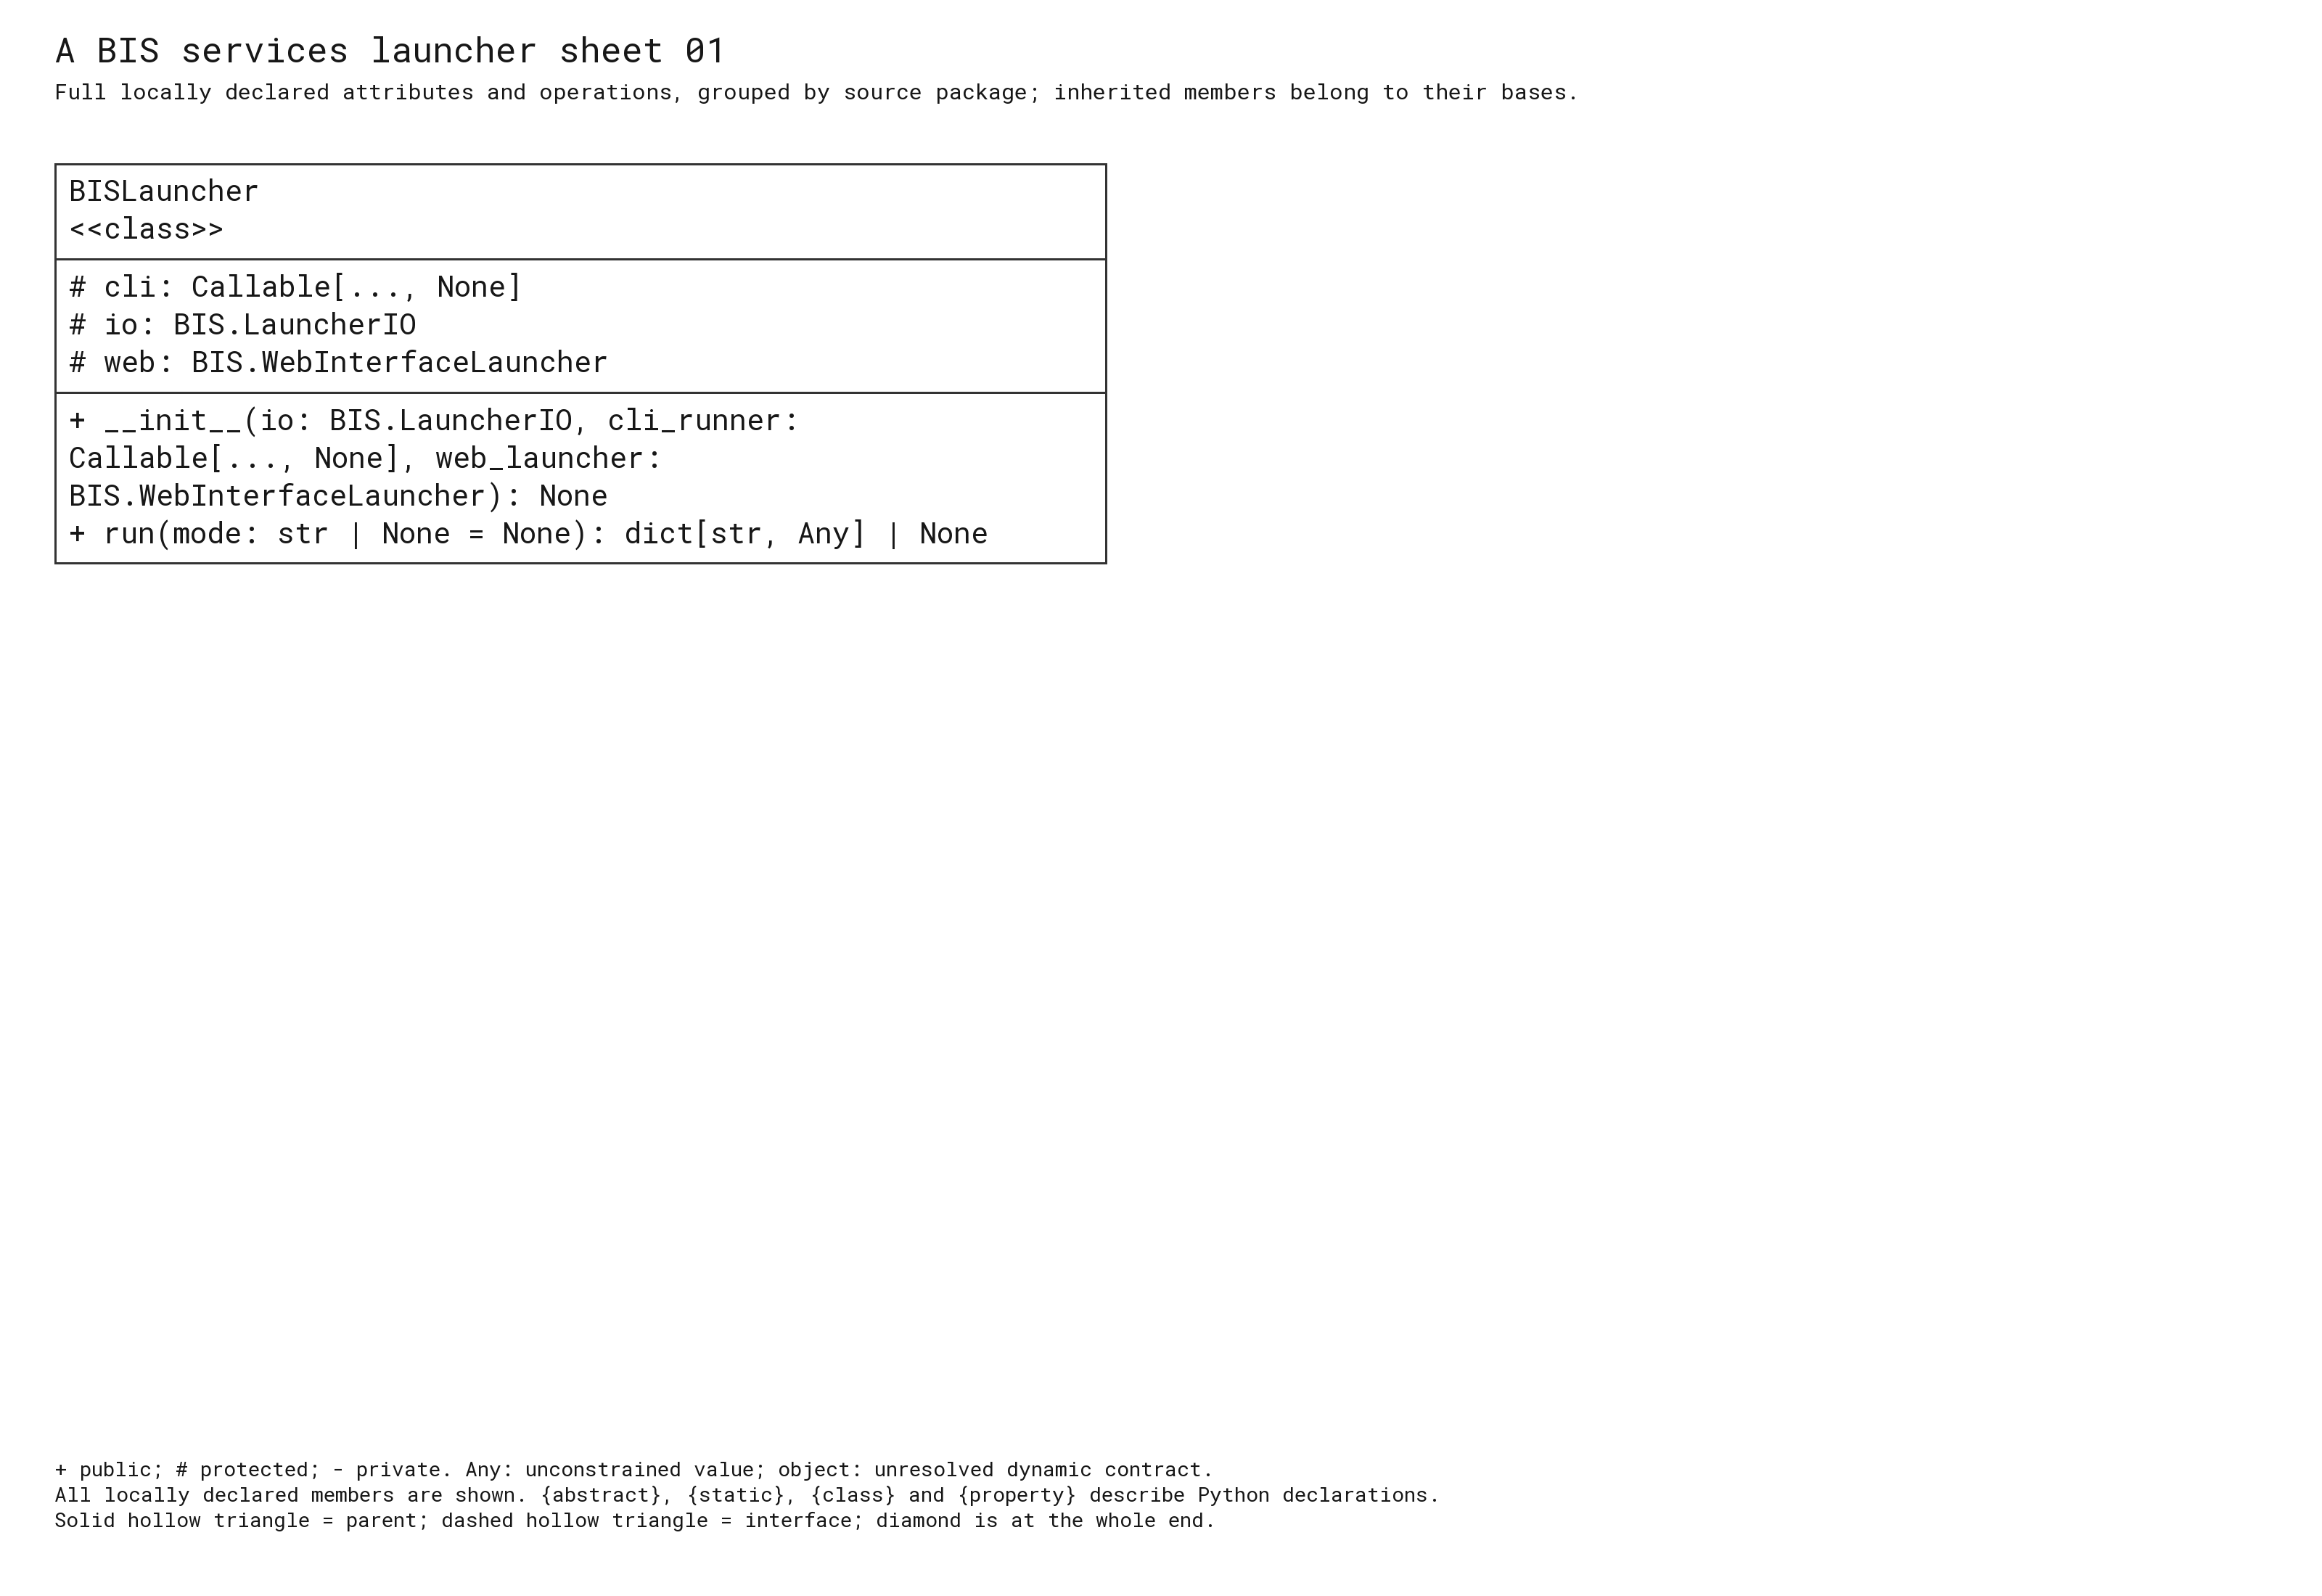 A BIS services launcher sheet 01
Full locally declared attributes and operations, grouped by source package; inherited members belong to their bases.
BISLauncher
<<class>>
# cli: Callable[..., None]
# io: BIS.LauncherIO
# web: BIS.WebInterfaceLauncher
+ __init__(io: BIS.LauncherIO, cli_runner:
Callable[..., None], web_launcher:
BIS.WebInterfaceLauncher): None
+ run(mode: str | None = None): dict[str, Any] | None
+ public; # protected; - private. Any: unconstrained value; object: unresolved dynamic contract.
All locally declared members are shown. {abstract}, {static}, {class} and {property} describe Python declarations.
Solid hollow triangle = parent; dashed hollow triangle = interface; diamond is at the whole end.